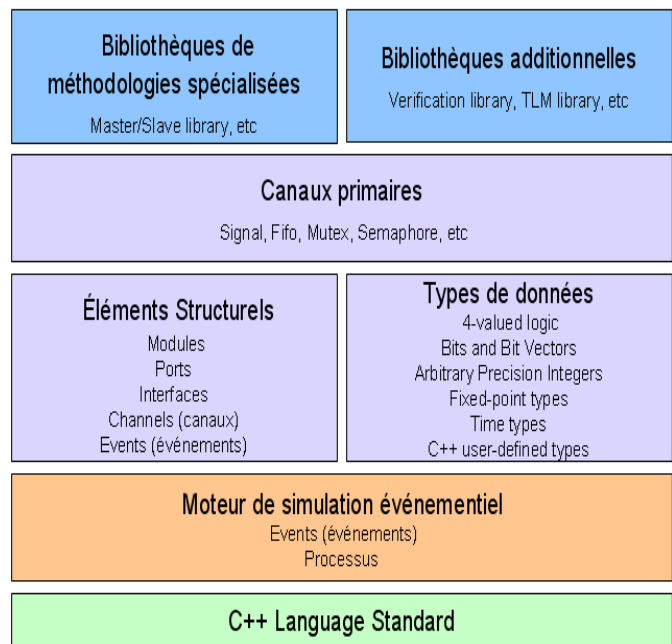 Bibliothèques de
méthodologies spécialisées
Master/Slave library, etc
Bibliothèques additionnelles
Verification library, TLM library, etc
Canaux primaires
Signal, Fifo, Mutex, Semaphore, etc
Éléments Structurels
Modules
Ports
Interfaces
Channels (canaux)
Events (événements)
Types de données
4-valued logic
Bits and Bit Vectors
Arbitrary Precision Integers
Fixed-point types
Time types
C++ user-defined types
Moteur de simulation événementiel
Events (événements)
Processus
C++ Language Standard